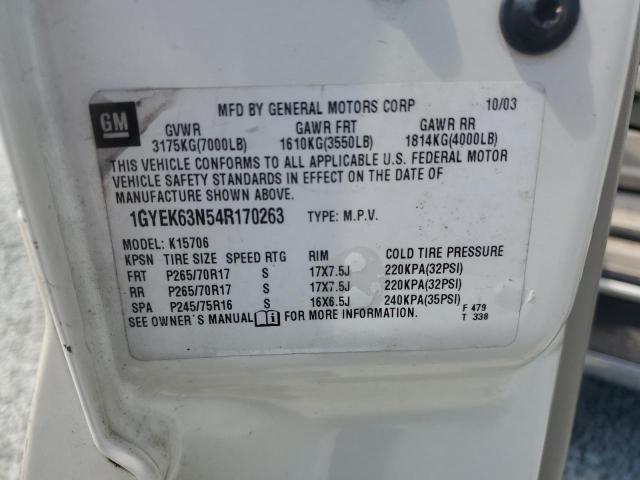 GM
MFD BY GENERAL MOTORS CORP 10/03
GVWR GAWR FRT GAWR RR
3175KG(7000LB) 1610KG(3550LB) 1814KG(4000LB)
THIS VEHICLE CONFORMS TO ALL APPLICABLE U.S. FEDERAL MOTOR
VEHICLE SAFETY STANDARDS IN EFFECT ON THE DATE OF
MANUFACTURE SHOWN ABOVE.
1GYEK63N54R170263 TYPE: M.P.V.
MODEL: K15706
KPSN TIRE SIZE SPEED RTG RIM COLD TIRE PRESSURE
FRT P265/70R17 S 17X7.5J 220KPA(32PSI)
RR P265/70R17 S 17X7.5J 220KPA(32PSI)
SPA P245/75R16 S 16X6.5J 240KPA(35PSI)
SEE OWNER'S MANUAL FOR MORE INFORMATION. F 479
T 338